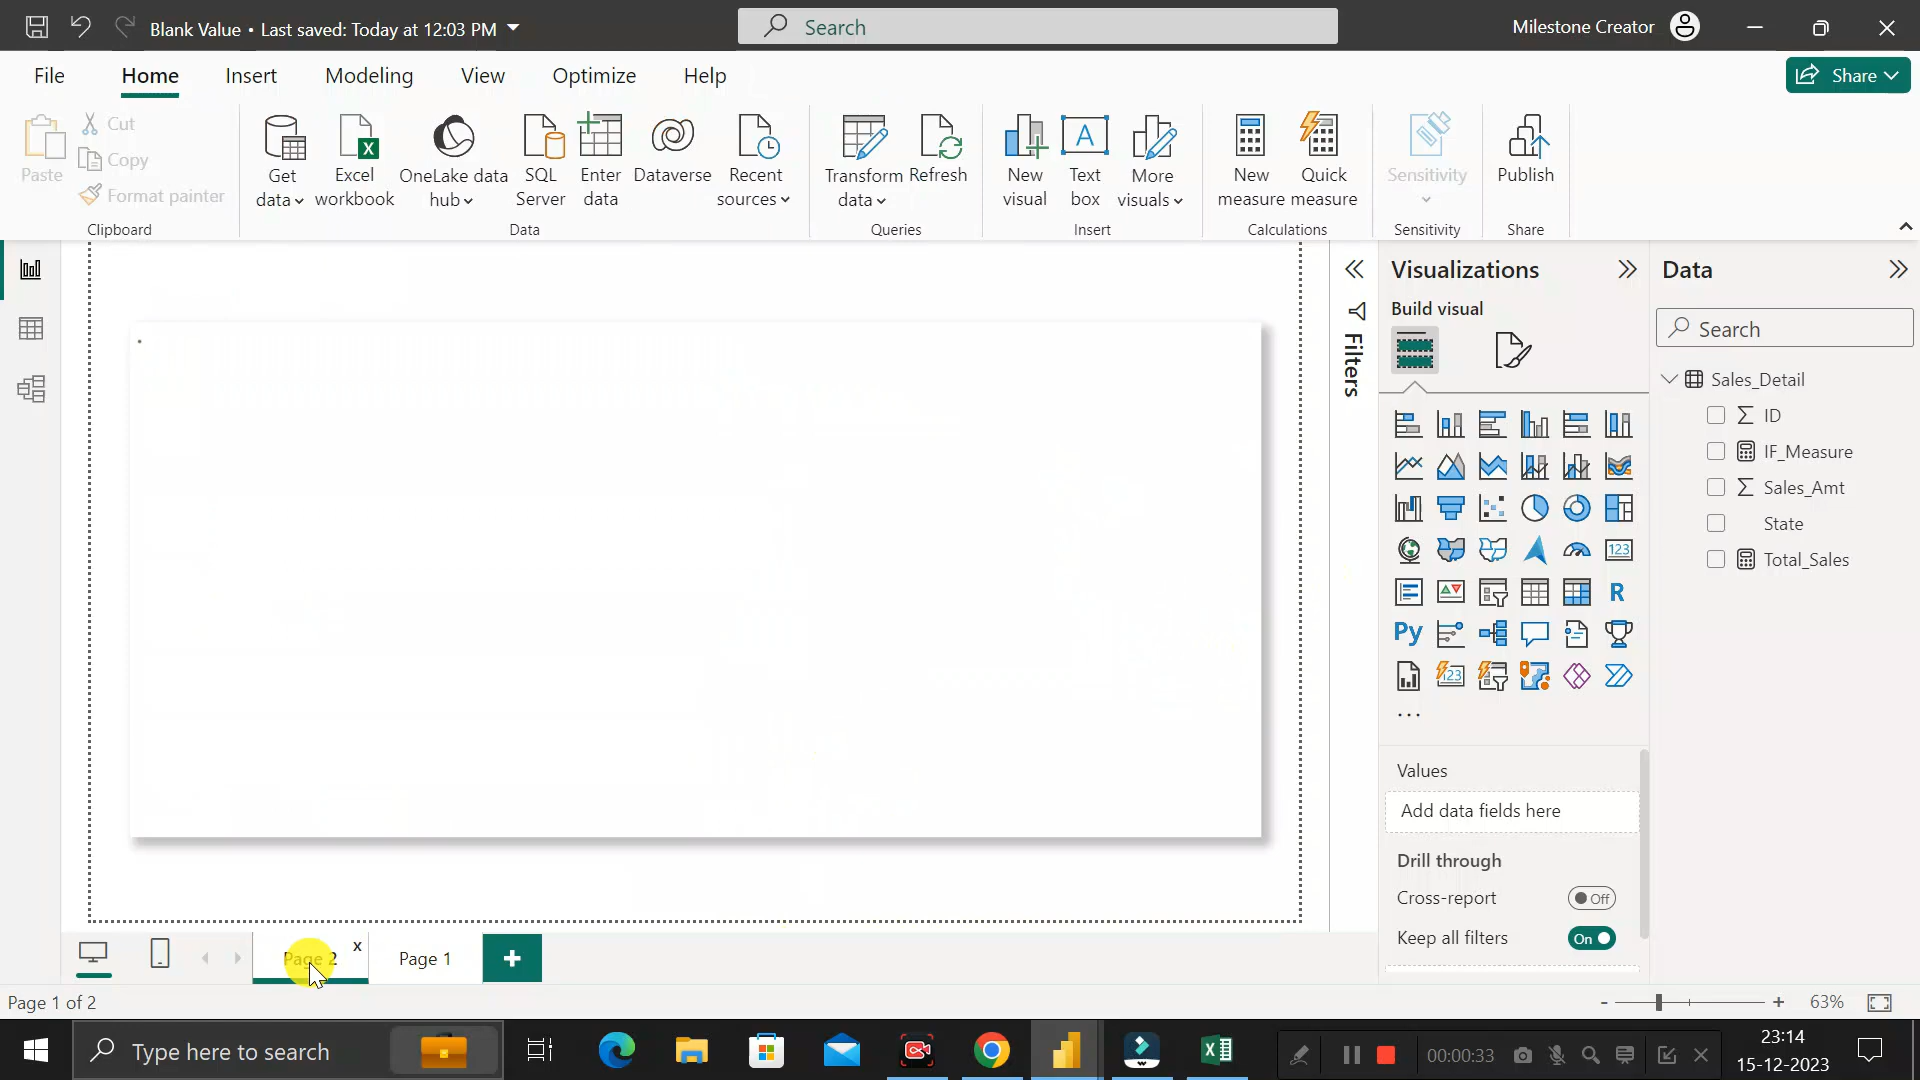 Blank Value • Last saved: Today at 12:03 PM
Search
Milestone Creator
File Home Insert Modeling View Optimize Help
Share
Paste
Cut
Copy
Format painter
Clipboard
Get data
Excel workbook
OneLake data hub
SQL Server
Enter data
Dataverse
Recent sources
Data
Transform data
Refresh
Queries
New visual
Text box
More visuals
Insert
New measure
Quick measure
Calculations
Sensitivity
Sensitivity
Publish
Share
Filters
Visualizations
Build visual
123
R
Py
123
...
Values
Add data fields here
Drill through
Cross-report
Off
Keep all filters
On
Data
Search
Sales_Detail
ID
IF_Measure
Sales_Amt
State
Total_Sales
Page 2
x
Page 1
+
Page 1 of 2
- + 63%
Type here to search
00:00:33
23:14
15-12-2023